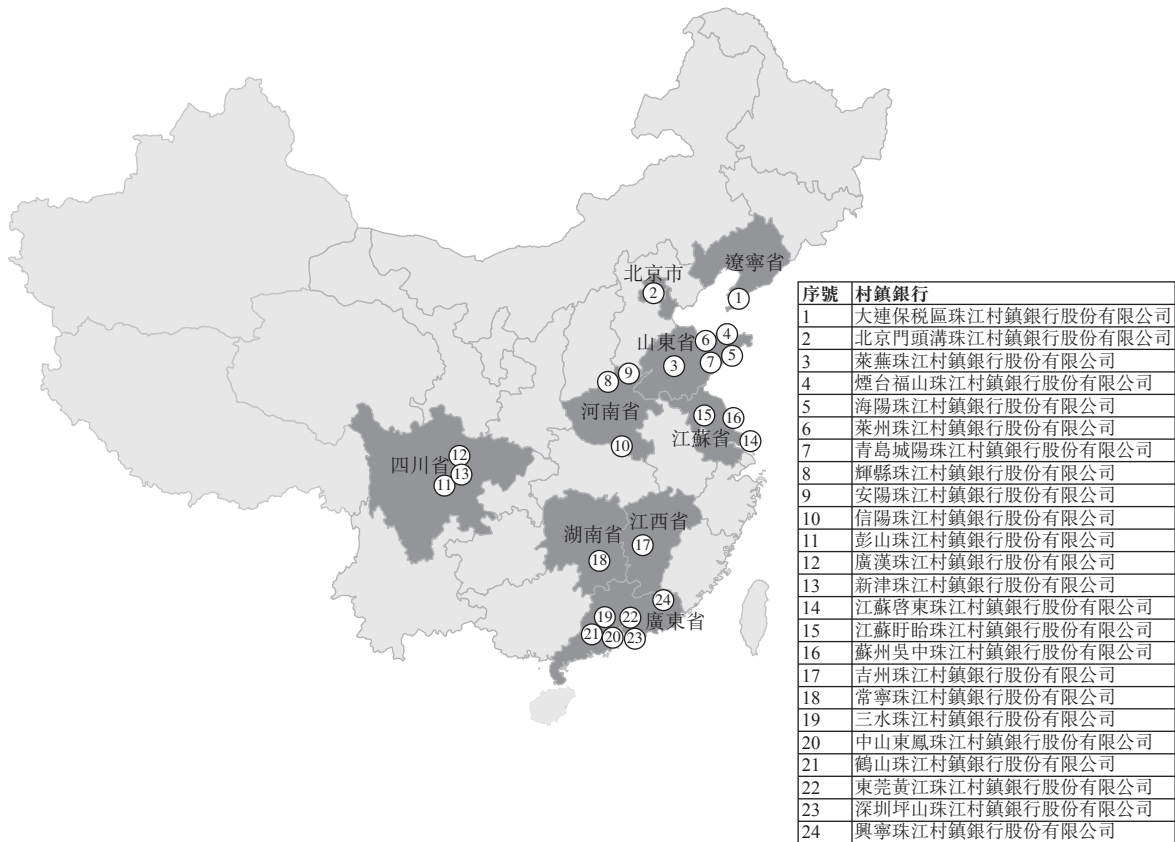 遼寧省
北京市
2
1
山東省
6
4
5
7
3
9
8
河南省
10
15
16
江蘇省
14
四川省
12
13
11
湖南省
江西省
17
18
24
廣東省
19
22
21
20
23
序號 村鎮銀行
1 大連保税區珠江村鎮銀行股份有限公司
2 北京門頭溝珠江村鎮銀行股份有限公司
3 萊蕪珠江村鎮銀行股份有限公司
4 煙台福山珠江村鎮銀行股份有限公司
5 海陽珠江村鎮銀行股份有限公司
6 萊州珠江村鎮銀行股份有限公司
7 青島城陽珠江村鎮銀行股份有限公司
8 輝縣珠江村鎮銀行股份有限公司
9 安陽珠江村鎮銀行股份有限公司
10 信陽珠江村鎮銀行股份有限公司
11 彭山珠江村鎮銀行股份有限公司
12 廣漢珠江村鎮銀行股份有限公司
13 新津珠江村鎮銀行股份有限公司
14 江蘇啓東珠江村鎮銀行股份有限公司
15 江蘇盱眙珠江村鎮銀行股份有限公司
16 蘇州吳中珠江村鎮銀行股份有限公司
17 吉州珠江村鎮銀行股份有限公司
18 常寧珠江村鎮銀行股份有限公司
19 三水珠江村鎮銀行股份有限公司
20 中山東鳳珠江村鎮銀行股份有限公司
21 鶴山珠江村鎮銀行股份有限公司
22 東莞黃江珠江村鎮銀行股份有限公司
23 深圳坪山珠江村鎮銀行股份有限公司
24 興寧珠江村鎮銀行股份有限公司